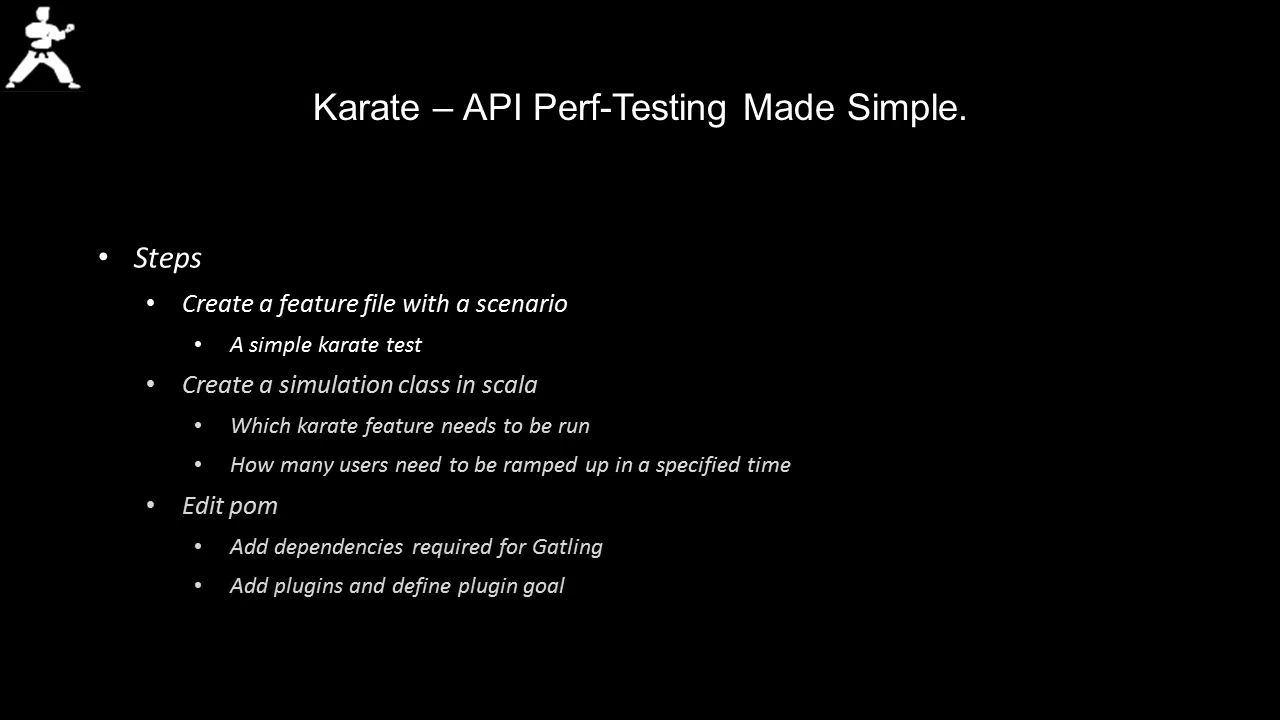 Karate – API Perf-Testing Made Simple.
• Steps
• Create a feature file with a scenario
• A simple karate test
• Create a simulation class in scala
• Which karate feature needs to be run
• How many users need to be ramped up in a specified time
• Edit pom
• Add dependencies required for Gatling
• Add plugins and define plugin goal